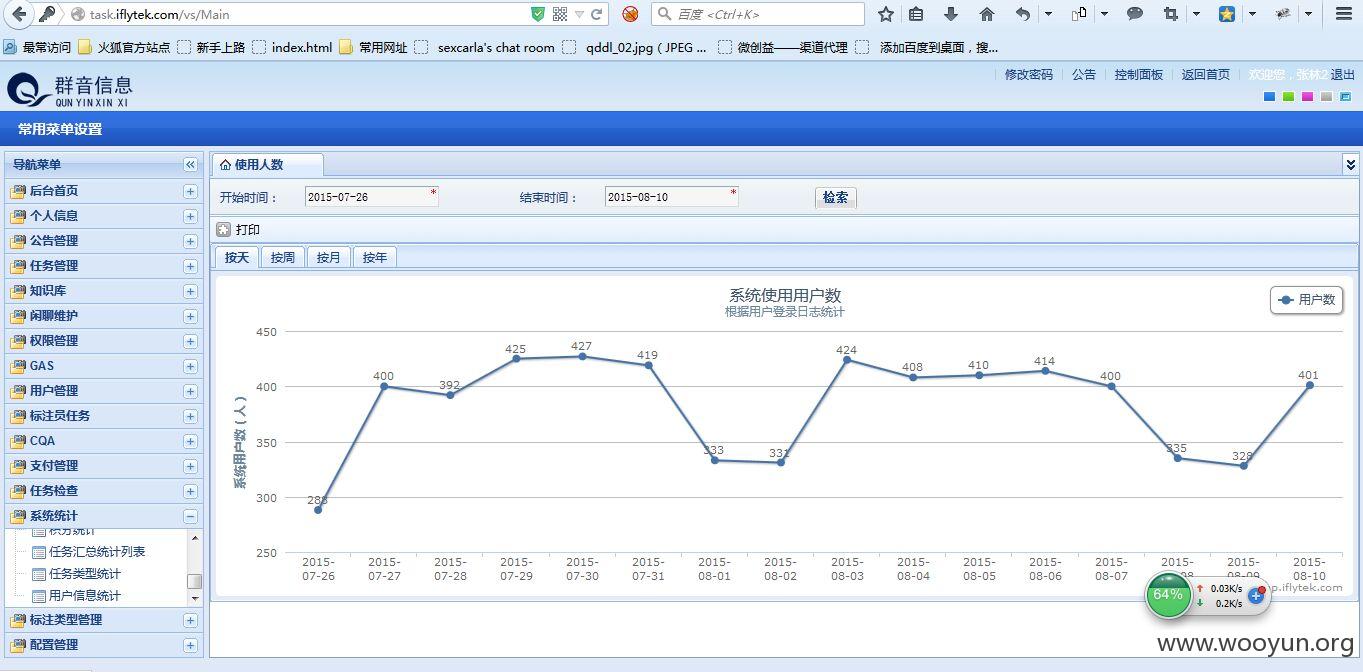 task.iflytek.com/vs/Main
百度 <Ctrl+K>
最常访问 火狐官方站点 新手上路 index.html 常用网址 sexcarla's chat room qddl_02.jpg ( JPEG ... 微创益——渠道代理 添加百度到桌面，搜...
群音信息
QUN YIN XIN XI
修改密码 公告 控制面板 返回首页 欢迎您，张林2 退出
常用菜单设置
导航菜单
后台首页
个人信息
公告管理
任务管理
知识库
闲聊维护
权限管理
GAS
用户管理
标注员任务
CQA
支付管理
任务检查
系统统计
积分统计
任务汇总统计列表
任务类型统计
用户信息统计
标注类型管理
配置管理
使用人数
开始时间： 2015-07-26 * 结束时间： 2015-08-10 * 检索
打印
按天 按周 按月 按年
系统使用用户数
根据用户登录日志统计
用户数
系统用户数 ( 人 )
450
400
350
300
250
288 400 392 425 427 419 333 331 424 408 410 414 400 335 328 401
2015- 2015- 2015- 2015- 2015- 2015- 2015- 2015- 2015- 2015- 2015- 2015- 2015- 2015- 2015- 2015-
07-26 07-27 07-28 07-29 07-30 07-31 08-01 08-02 08-03 08-04 08-05 08-06 08-07 08-08 08-09 08-10
64%
0.03K/s
0.2K/s
p.iflytek.com
www.wooyun.org